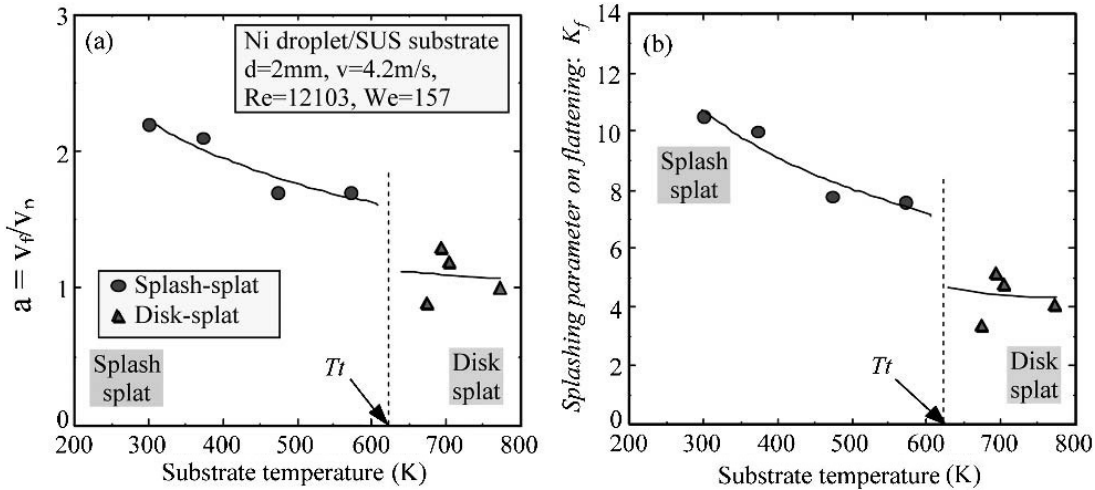 3
(a)
Ni droplet/SUS substrate
d=2mm, v=4.2m/s,
Re=12103, We=157
2
a = v_f/v_p
1
Splash-splat
Disk-splat
Splash
splat
Tt
Disk
splat
0
200 300 400 500 600 700 800
Substrate temperature (K)
Splashing parameter on flattening: K_f
14
(b)
12
10
Splash
splat
8
6
4
Tt
Disk
splat
2
0
200 300 400 500 600 700 800
Substrate temperature (K)